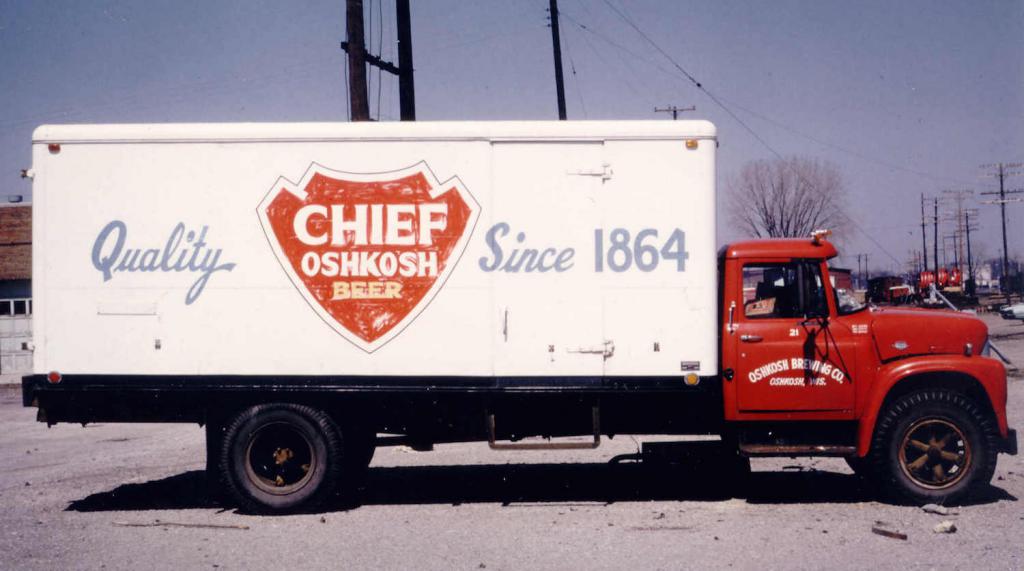 Quality
CHIEF
OSHKOSH
BEER
Since 1864
21
OSHKOSH BREWING CO.
OSHKOSH, WIS.